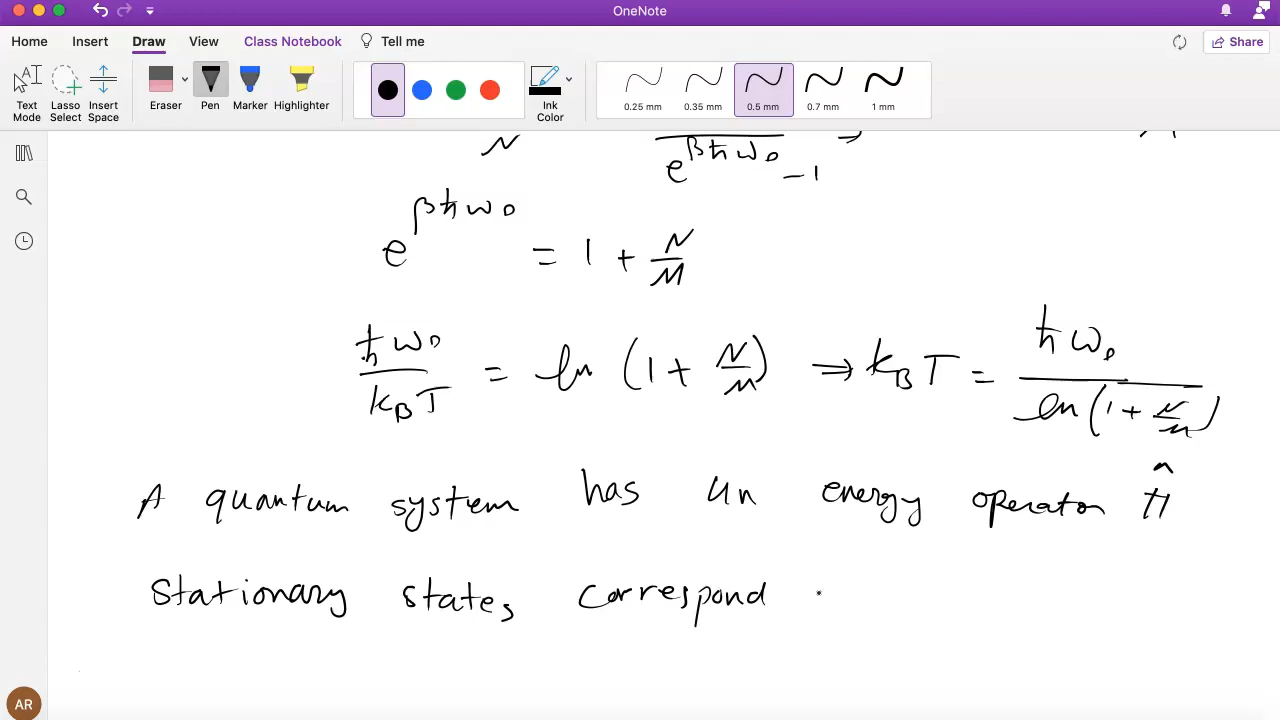 OneNote
Home Insert Draw View Class Notebook Tell me Share
Text Mode Lasso Select Insert Space Eraser Pen Marker Highlighter Ink Color 0.25 mm 0.35 mm 0.5 mm 0.7 mm 1 mm
N e^{βħω₀} - 1 ⇒
e^{βħω₀} = 1 + N/M
ħω₀/k_BT = ln (1 + N/M) ⇒ k_BT = ħω₀/ln(1 + N/M)
A quantum system has un energy operator Ĥ
Stationary states correspond
AR